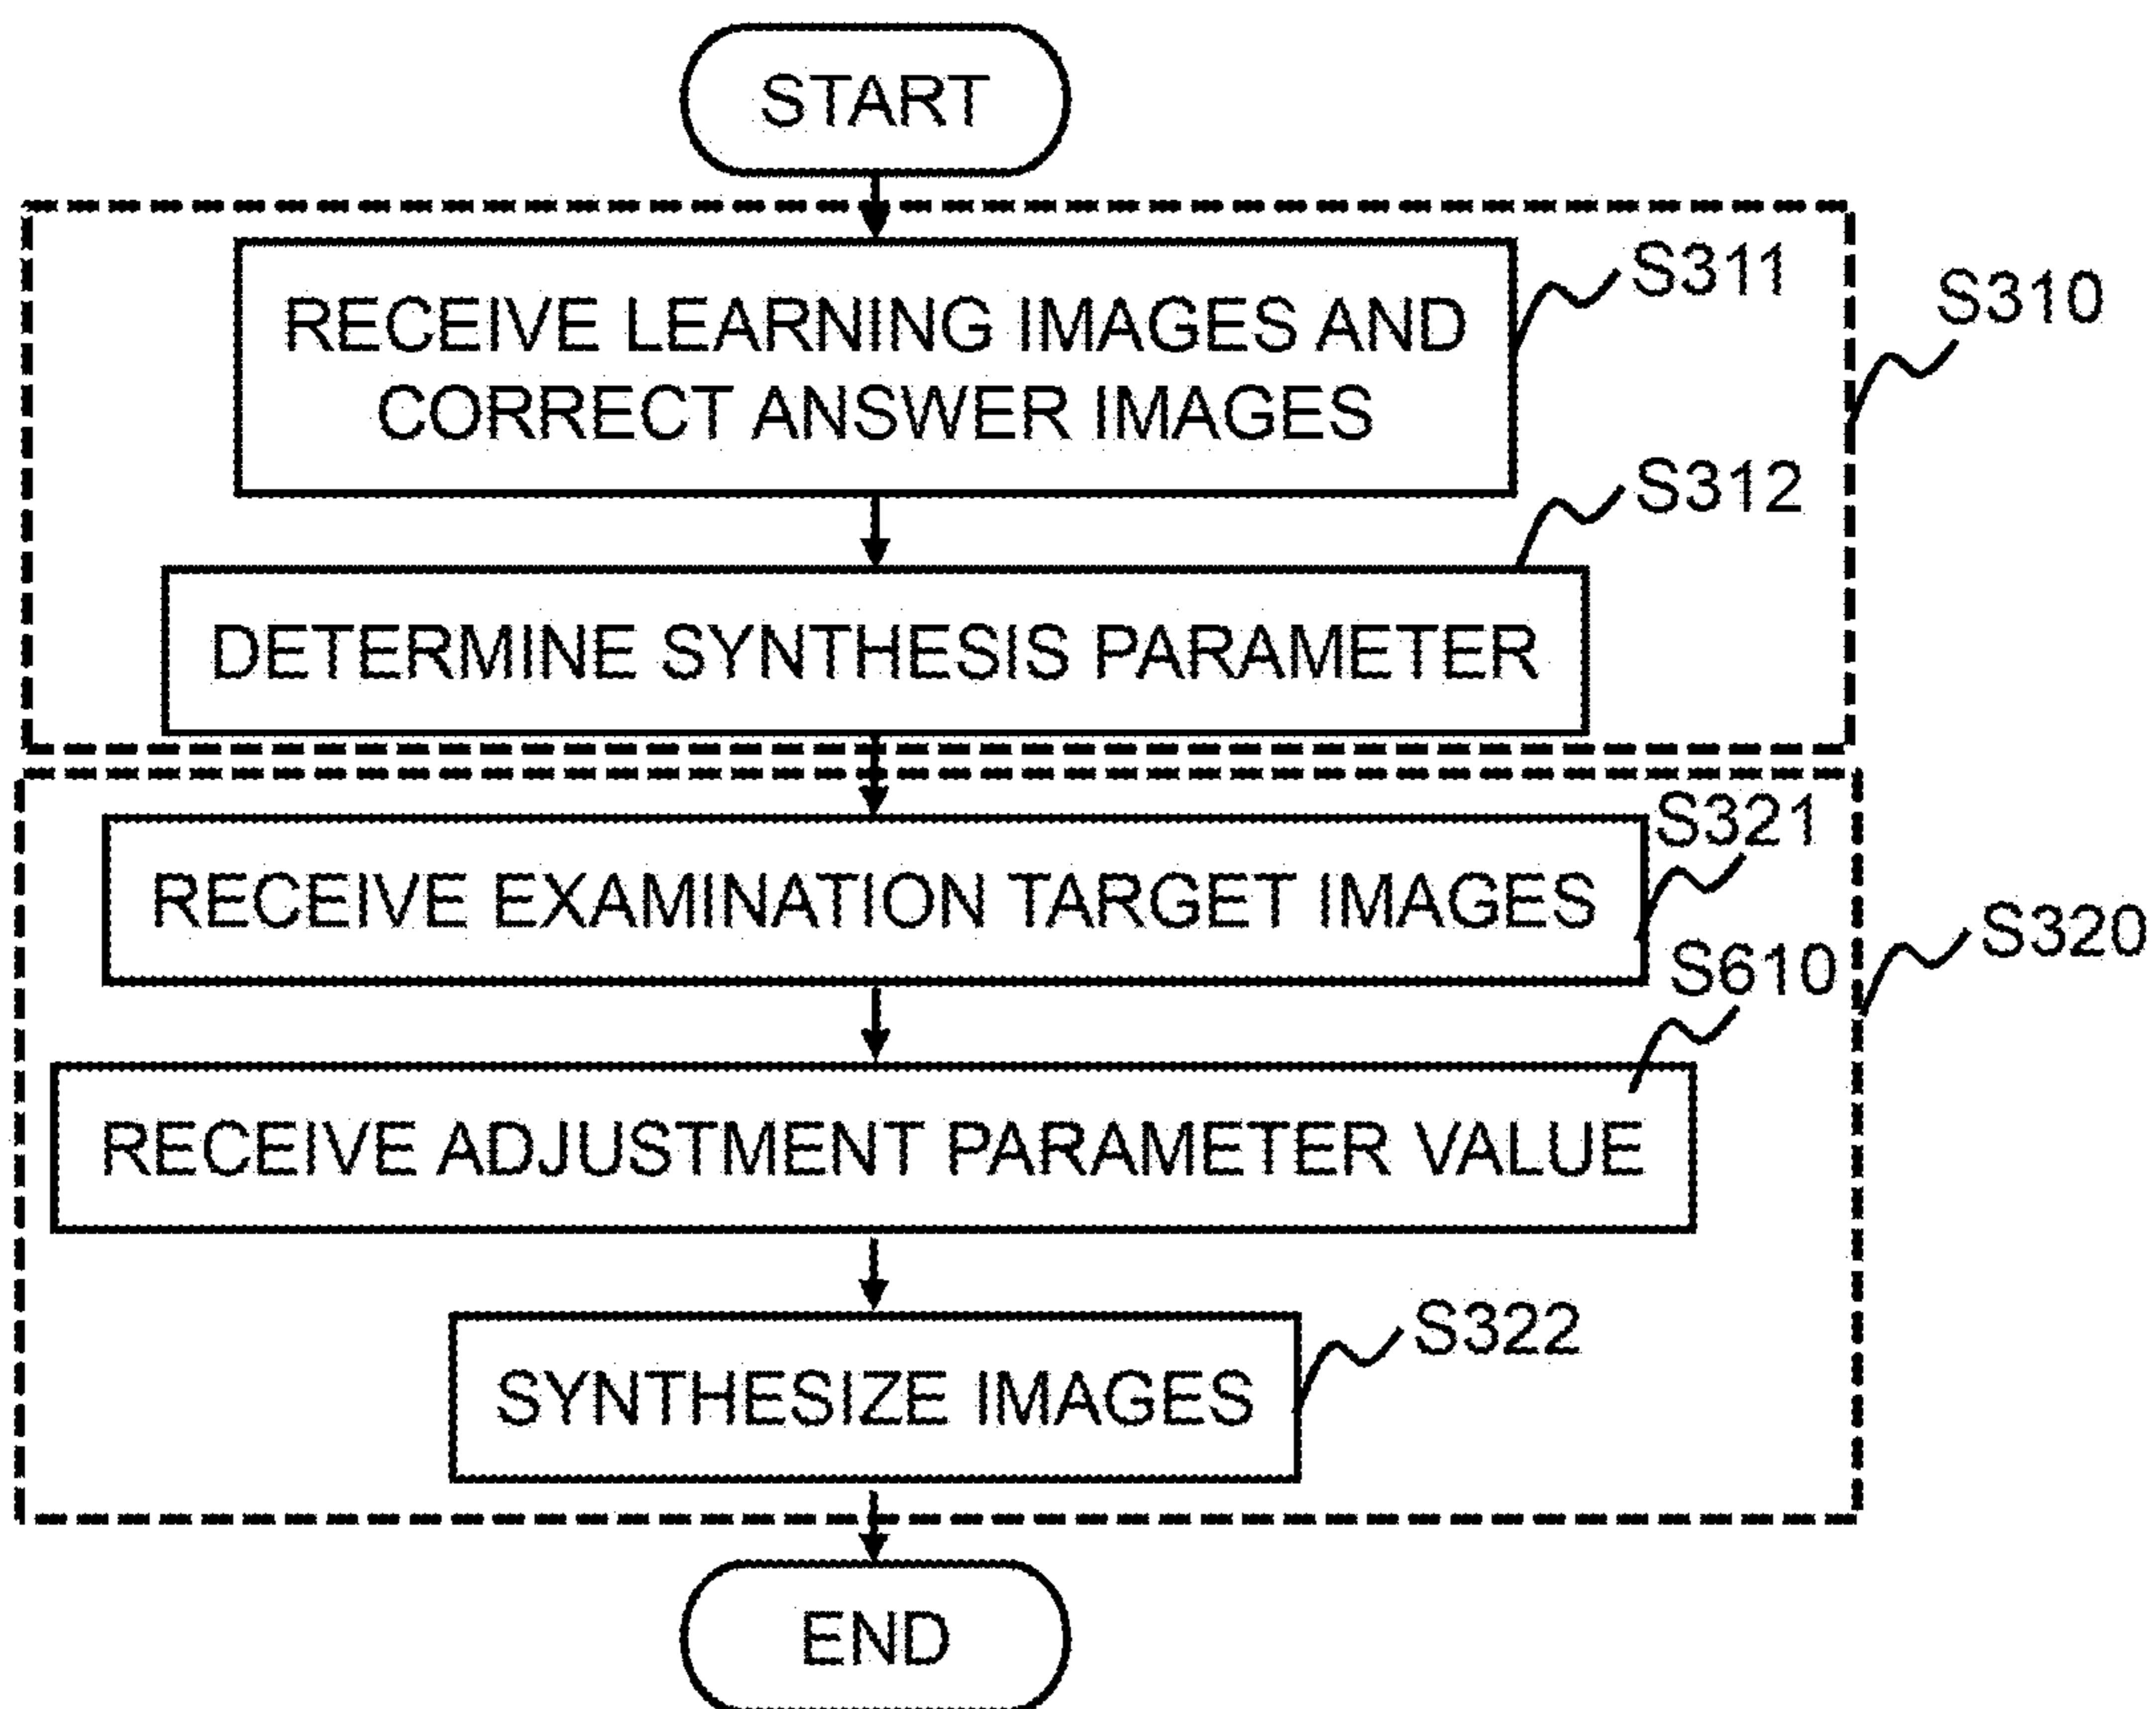 START
RECEIVE LEARNING IMAGES AND
CORRECT ANSWER IMAGES
S311
S310
S312
DETERMINE SYNTHESIS PARAMETER
S321
RECEIVE EXAMINATION TARGET IMAGES
S320
S610
RECEIVE ADJUSTMENT PARAMETER VALUE
S322
SYNTHESIZE IMAGES
END